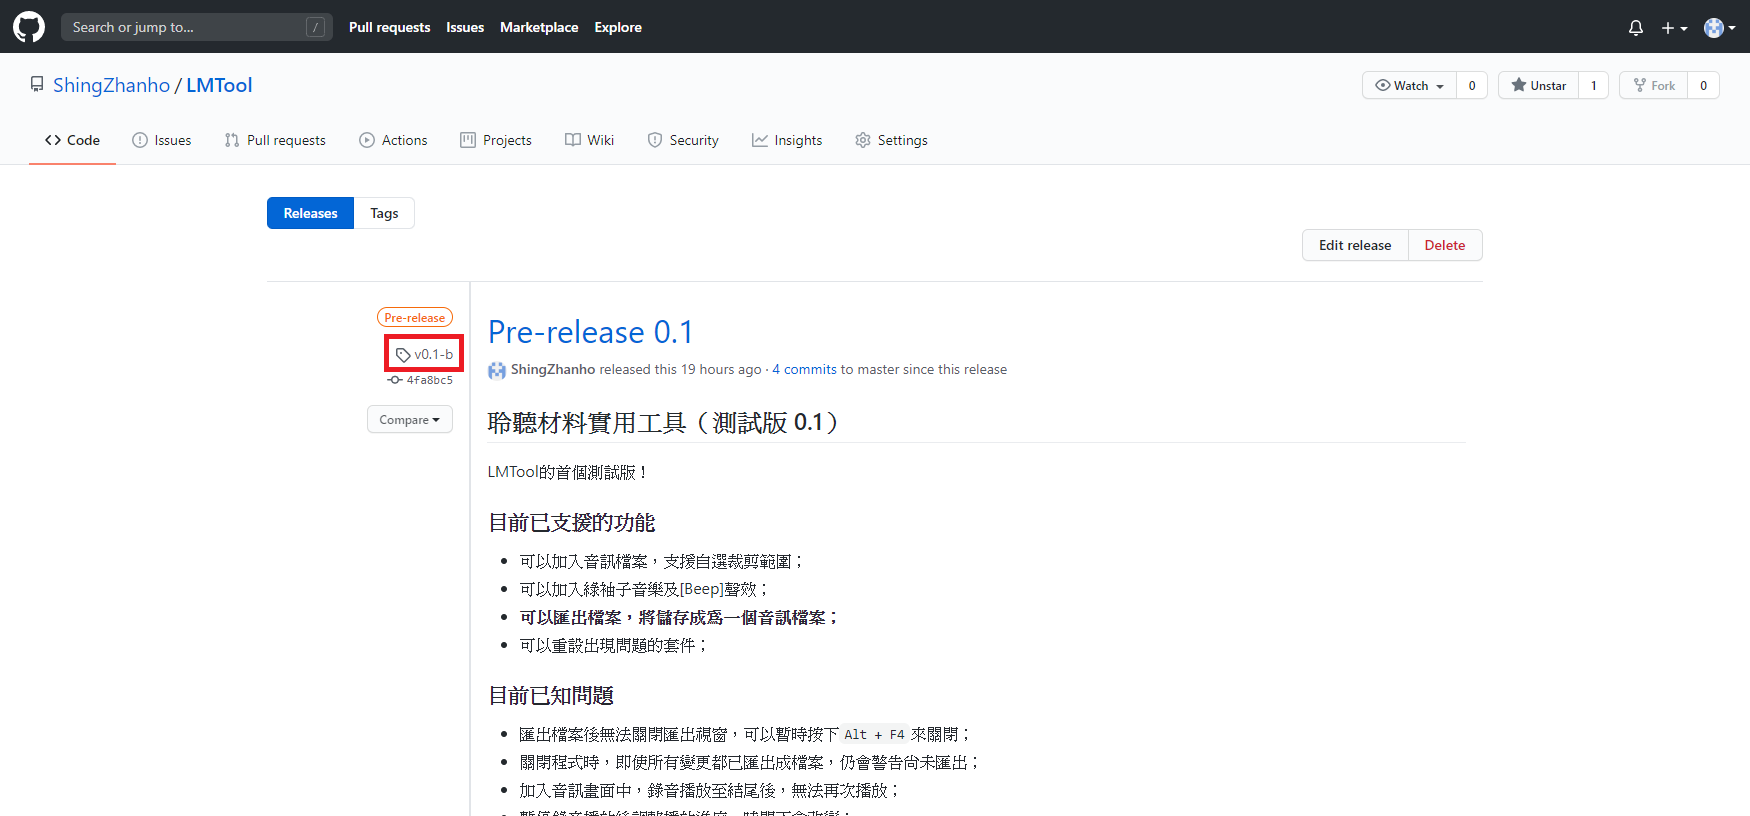 Search or jump to... /
Pull requests Issues Marketplace Explore
ShingZhanho / LMTool
Watch 0 Unstar 1 Fork 0
Code Issues Pull requests Actions Projects Wiki Security Insights Settings
Releases Tags
Edit release Delete
Pre-release
v0.1-b
4fa8bc5
Compare
Pre-release 0.1
ShingZhanho released this 19 hours ago · 4 commits to master since this release
聆聽材料實用工具（測試版 0.1）
LMTool的首個測試版！
目前已支援的功能
可以加入音訊檔案，支援自選裁剪範圍；
可以加入綠袖子音樂及[Beep]聲效；
可以匯出檔案，將儲存成為一個音訊檔案；
可以重設出現問題的套件；
目前已知問題
匯出檔案後無法關閉匯出視窗，可以暫時按下 Alt + F4 來關閉；
關閉程式時，即使所有變更都已匯出成檔案，仍會警告尚未匯出；
加入音訊畫面中，錄音播放至結尾後，無法再次播放；